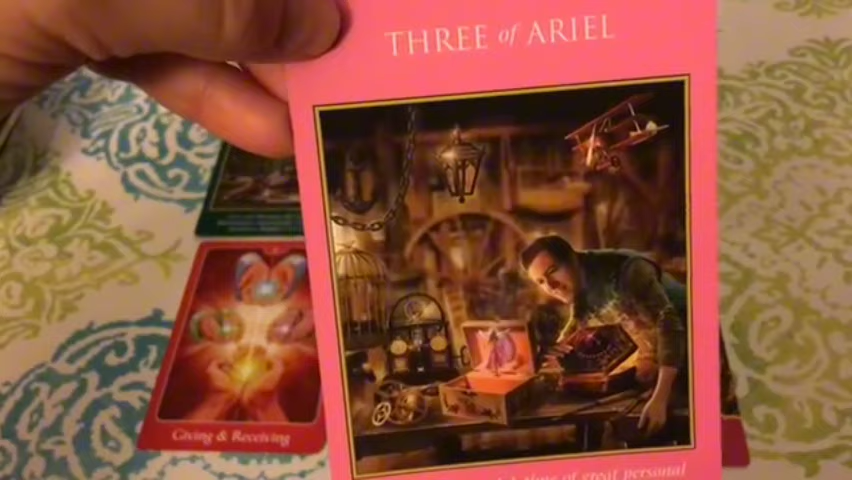 THREE of ARIEL
time of great personal
Giving & Receiving